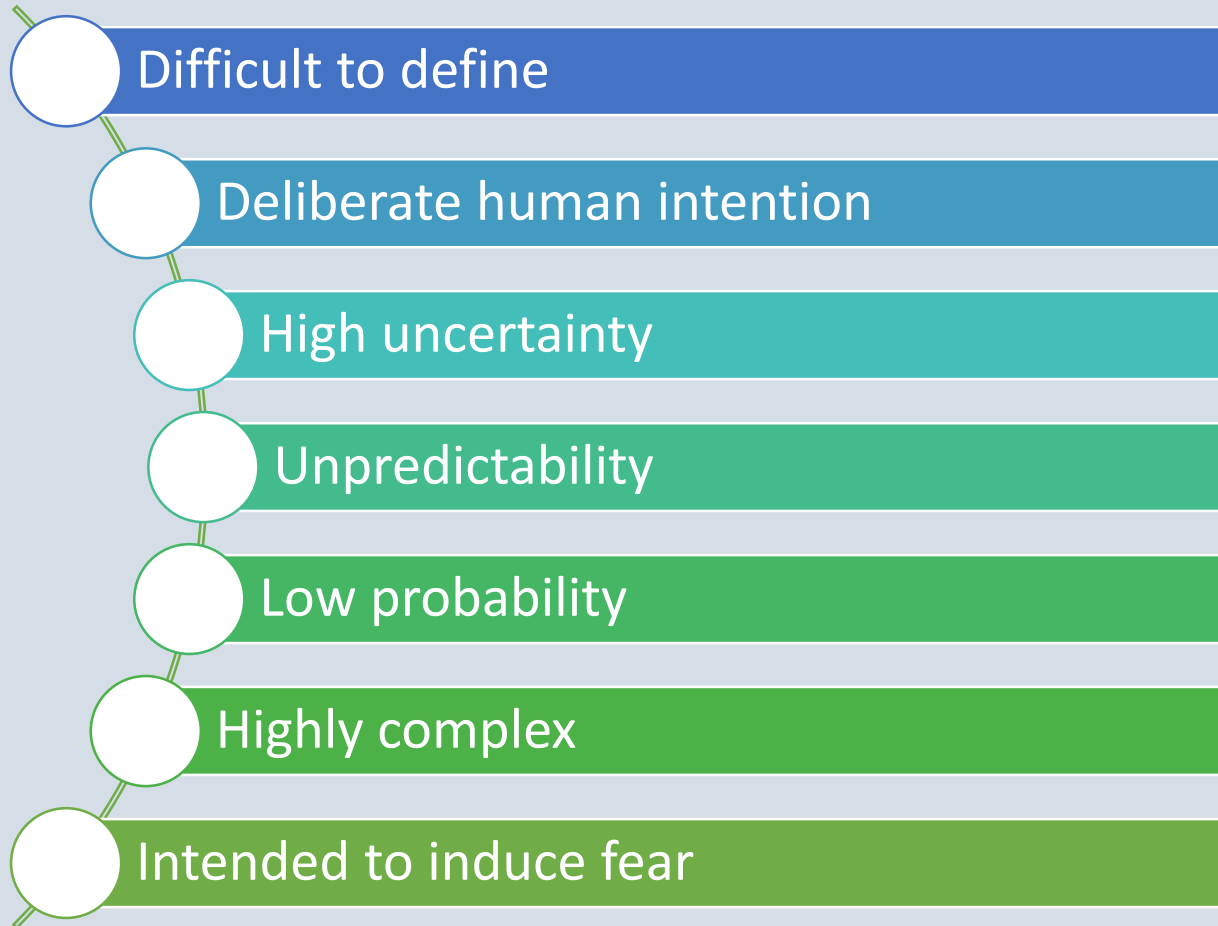 Difficult to define
Deliberate human intention
High uncertainty
Unpredictability
Low probability
Highly complex
Intended to induce fear